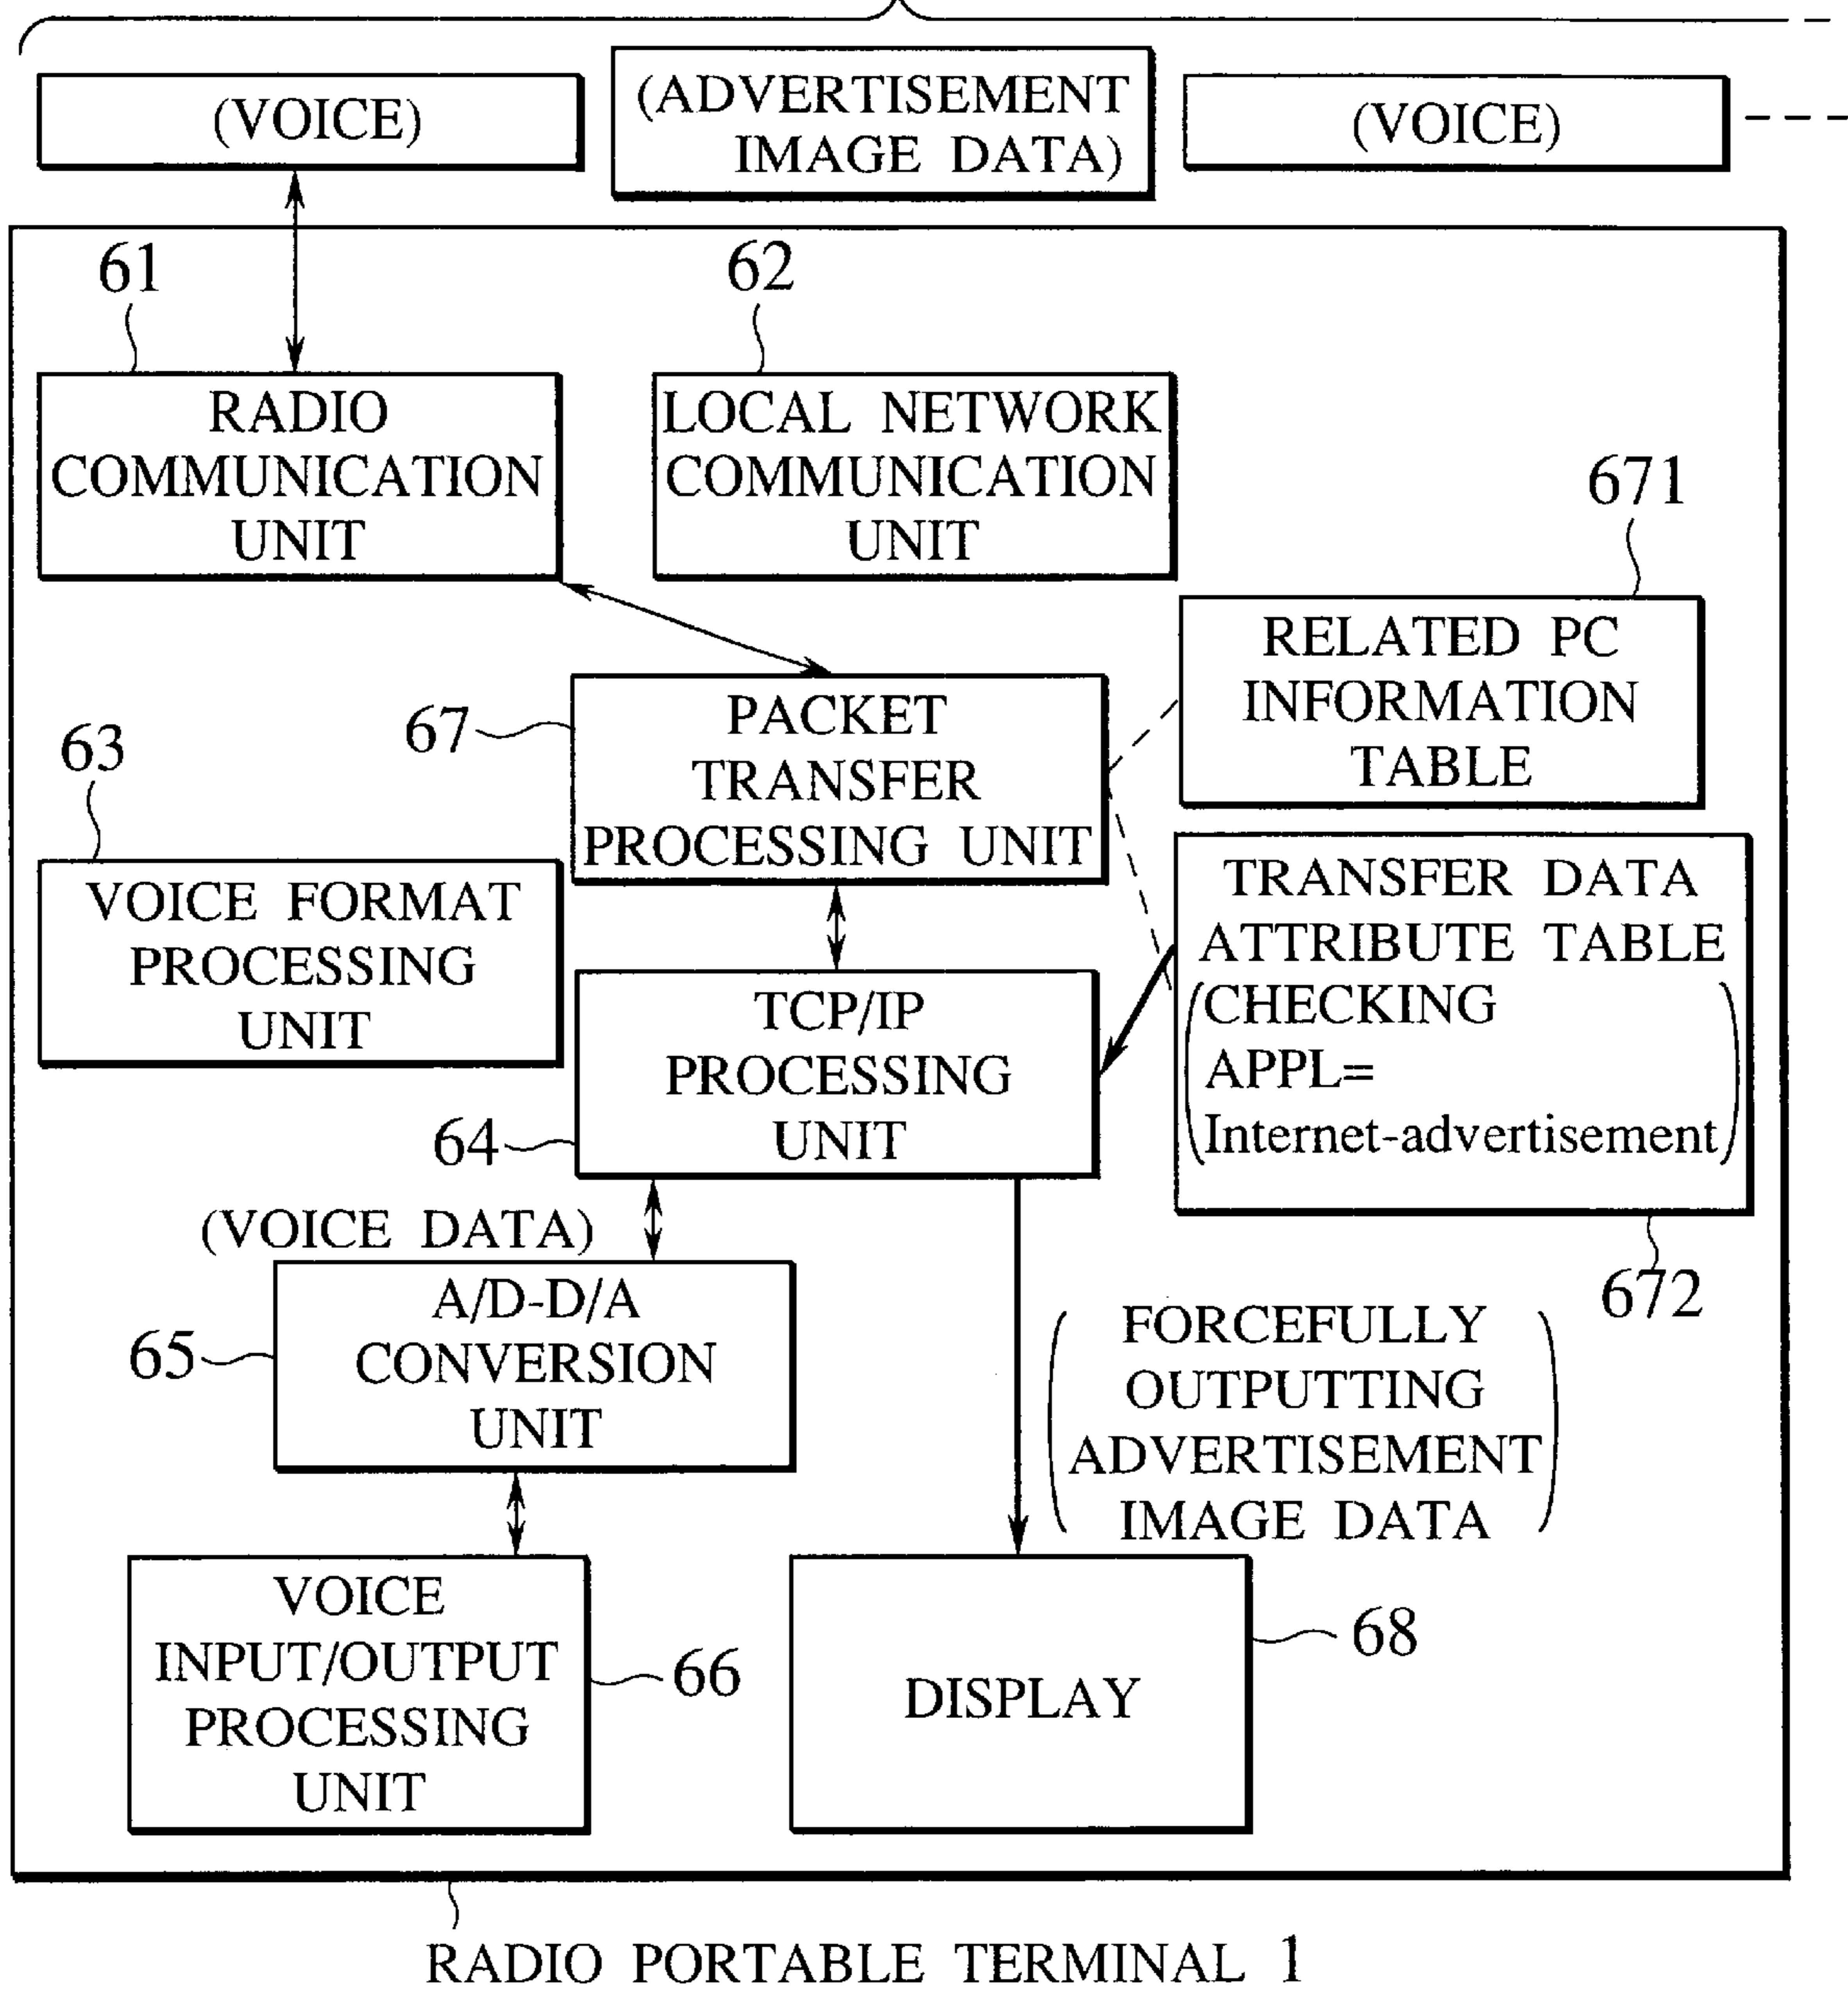 (VOICE)
(ADVERTISEMENT
IMAGE DATA)
(VOICE)
61
62
RADIO
COMMUNICATION
UNIT
LOCAL NETWORK
COMMUNICATION
UNIT
671
RELATED PC
INFORMATION
TABLE
67
PACKET
TRANSFER
PROCESSING UNIT
63
VOICE FORMAT
PROCESSING
UNIT
TRANSFER DATA
ATTRIBUTE TABLE
(CHECKING
APPL=
Internet-advertisement)
672
TCP/IP
PROCESSING
UNIT
64
(VOICE DATA)
A/D-D/A
CONVERSION
UNIT
65
(FORCEFULLY
OUTPUTTING
ADVERTISEMENT
IMAGE DATA)
VOICE
INPUT/OUTPUT
PROCESSING
UNIT
66
DISPLAY
68
RADIO PORTABLE TERMINAL 1